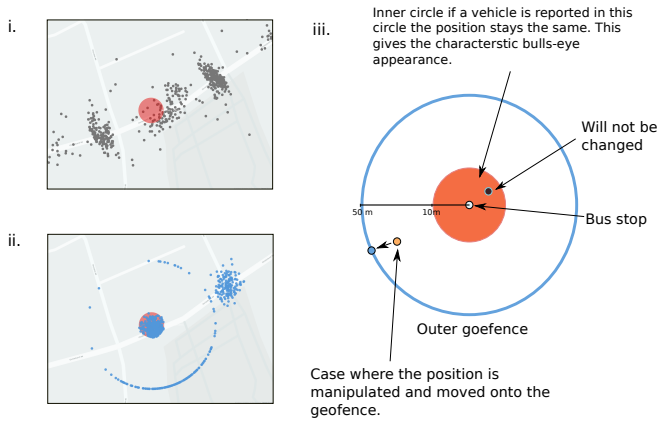 i.
ii.
iii.
Inner circle if a vehicle is reported in this
circle the position stays the same. This
gives the characterstic bulls-eye
appearance.
Will not be
changed
50 m
10m
Bus stop
Outer goefence
Case where the position is
manipulated and moved onto the
geofence.